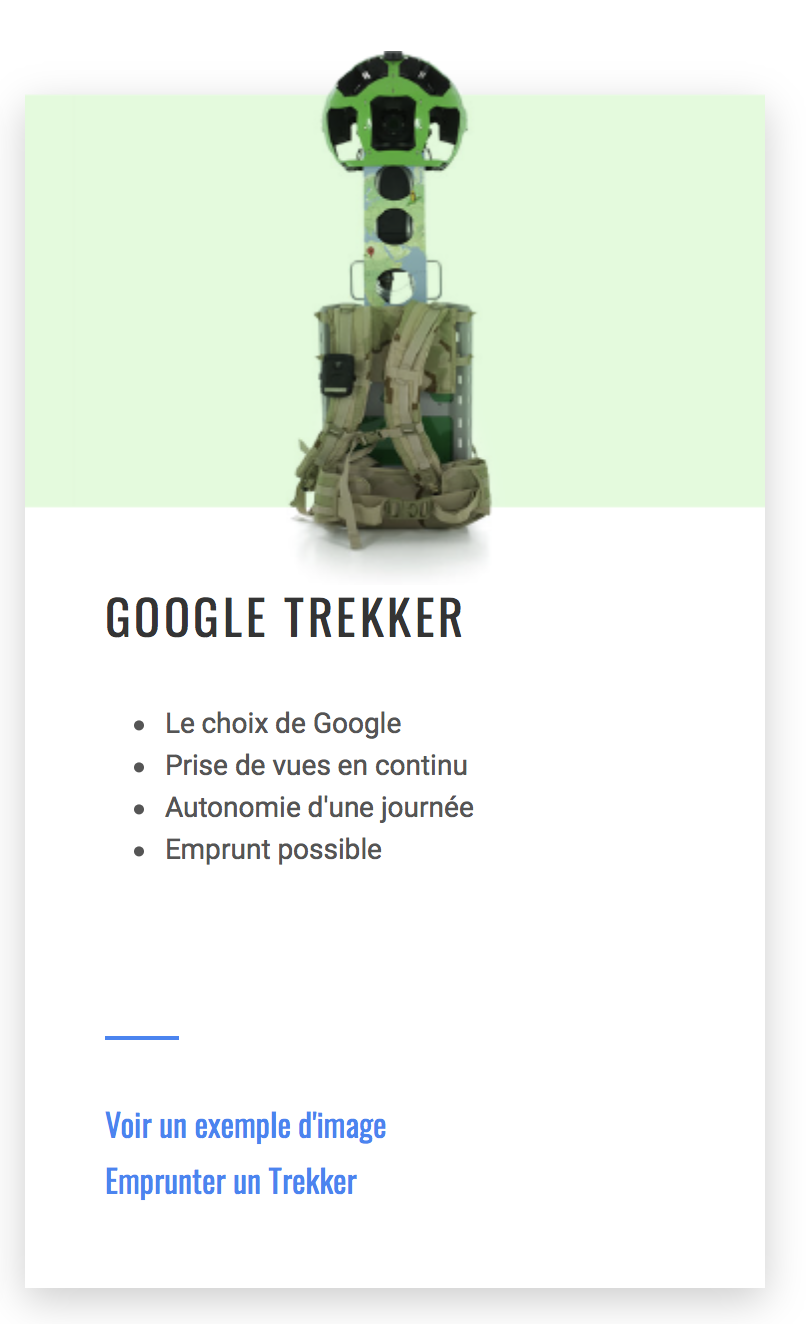 GOOGLE TREKKER
Le choix de Google
Prise de vues en continu
Autonomie d'une journée
Emprunt possible
Voir un exemple d'image
Emprunter un Trekker